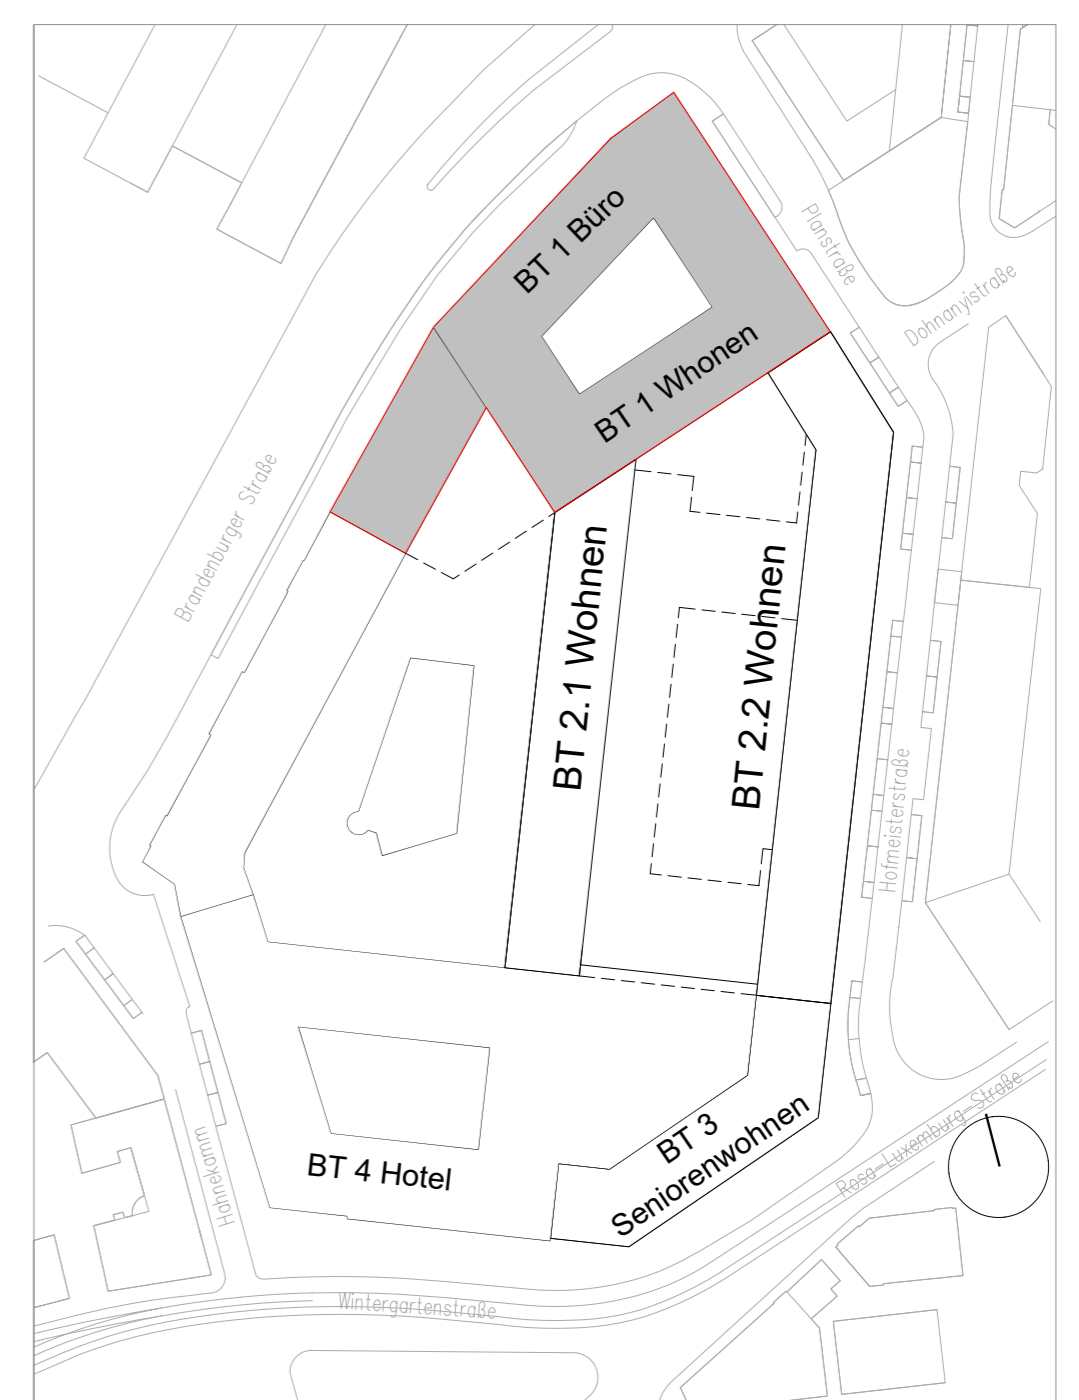 BT 1 Büro
Planstraße
Dohnanyistraße
BT 1 Whonen
Brandenburger Straße
BT 2.1 Wohnen
BT 2.2 Wohnen
Hofmeisterstraße
BT 3
Seniorenwohnen
Rosa-Luxemburg-Straße
Hahnekamm
BT 4 Hotel
Wintergartenstraße